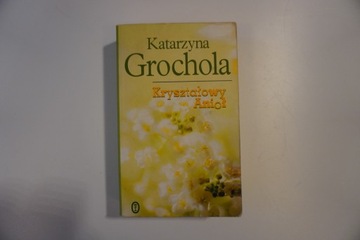 Katarzyna
Grochola
Kryształowy
Anioł